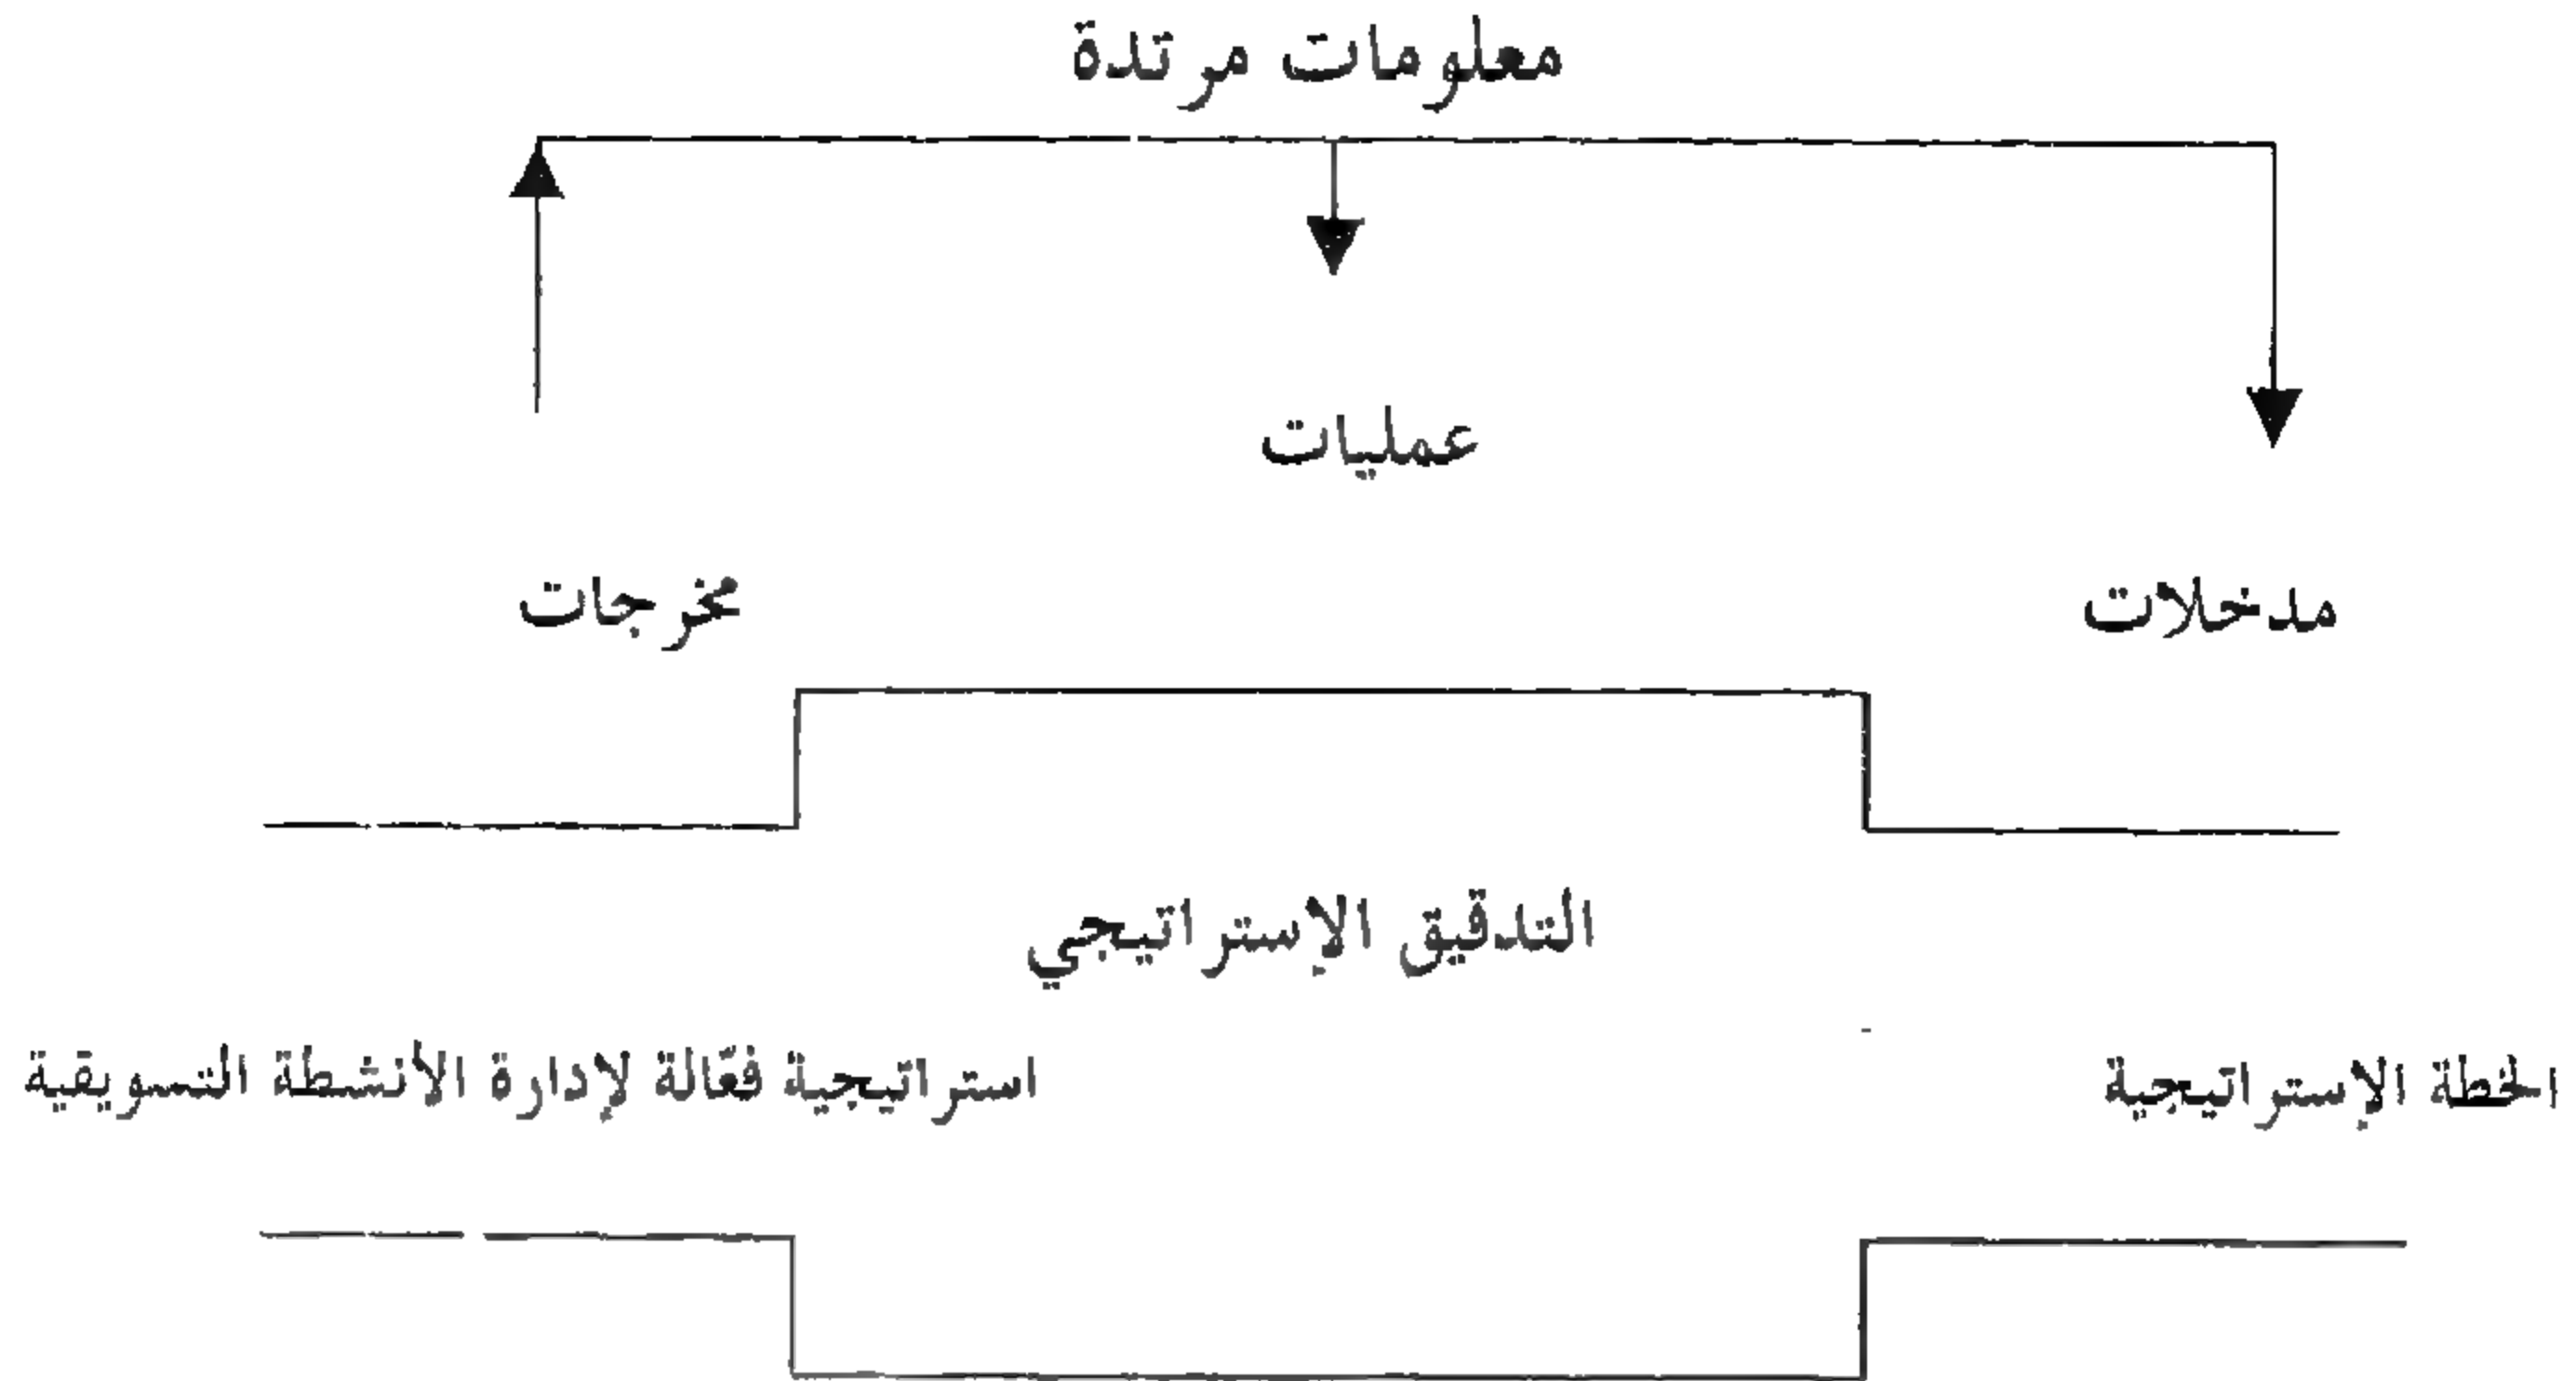 معلومات مرتدة
عمليات
مدخلات
مخرجات
التدقيق الإستراتيجي
الخطة الإستراتيجية
استراتيجية فعّالة لإدارة الأنشطة التسويقية